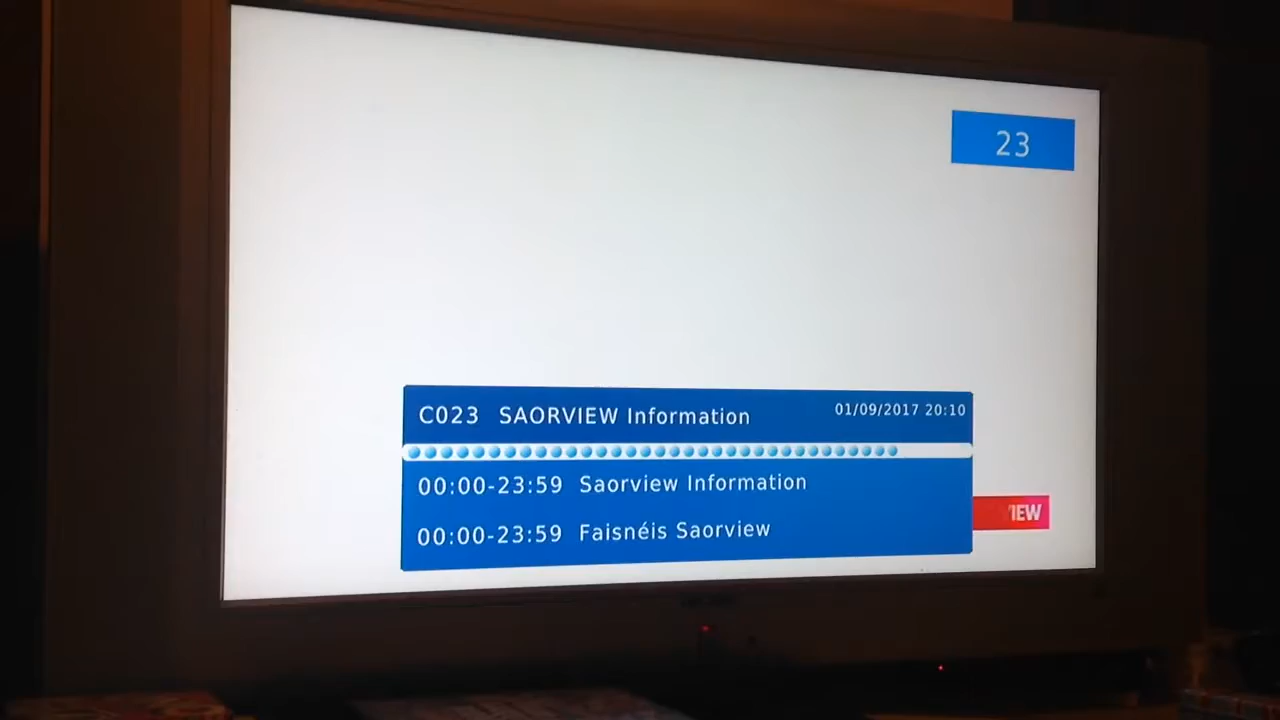 23
C023 SAORVIEW Information 01/09/2017 20:10
00:00-23:59 Saorview Information
00:00-23:59 Faisnéis Saorview